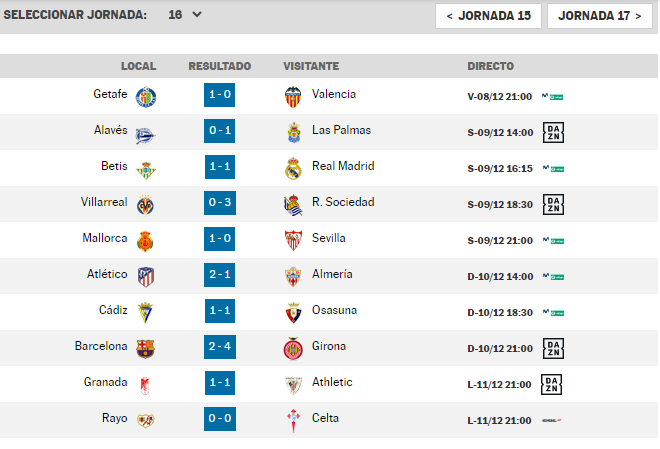 SELECCIONAR JORNADA: 16 < JORNADA 15 JORNADA 17 >
LOCAL RESULTADO VISITANTE DIRECTO
Getafe 1 - 0 Valencia V-08/12 21:00
Alavés 0 - 1 Las Palmas S-09/12 14:00 DAZN
Betis 1 - 1 Real Madrid S-09/12 16:15
Villarreal 0 - 3 R. Sociedad S-09/12 18:30 DAZN
Mallorca 1 - 0 Sevilla S-09/12 21:00
Atlético 2 - 1 Almería D-10/12 14:00
Cádiz 1 - 1 Osasuna D-10/12 18:30
Barcelona 2 - 4 Girona D-10/12 21:00 DAZN
Granada 1 - 1 Athletic L-11/12 21:00 DAZN
Rayo 0 - 0 Celta L-11/12 21:00